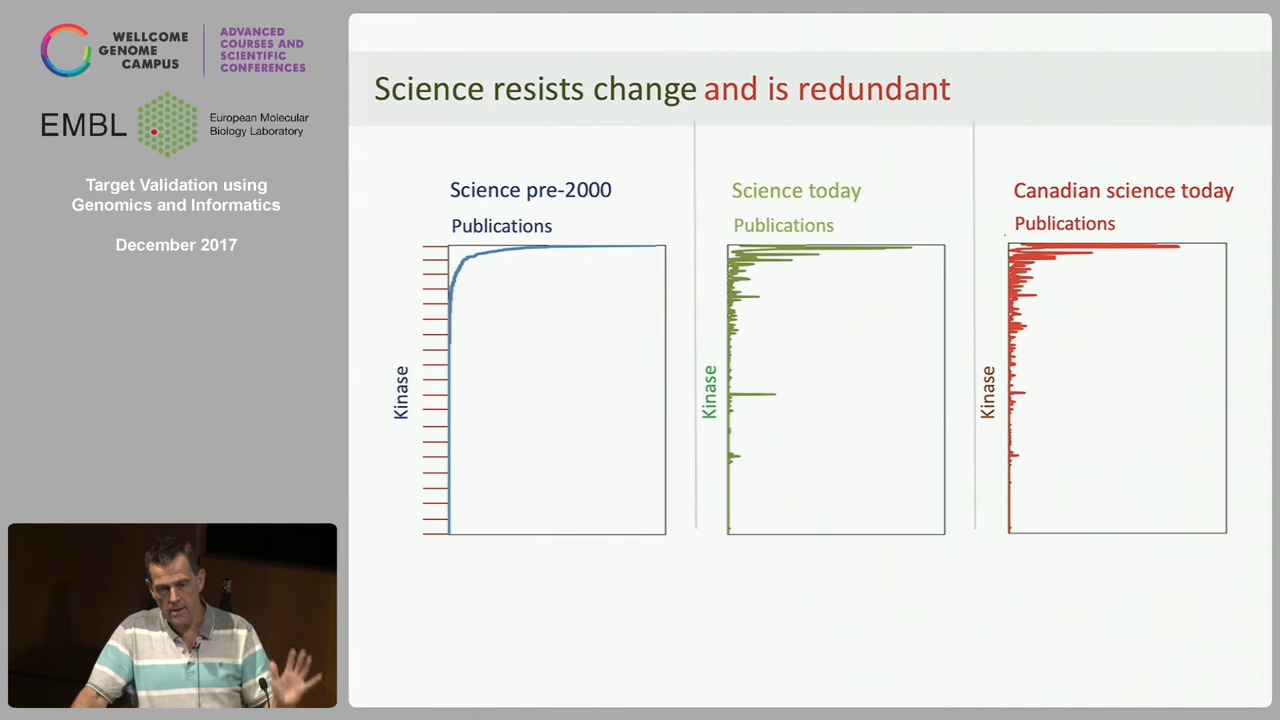 WELLCOME
GENOME
CAMPUS
ADVANCED
COURSES AND
SCIENTIFIC
CONFERENCES
EMBL
European Molecular
Biology Laboratory
Target Validation using
Genomics and Informatics
December 2017
Science resists change and is redundant
Science pre-2000
Publications
Kinase
Science today
Publications
Kinase
Canadian science today
Publications
Kinase